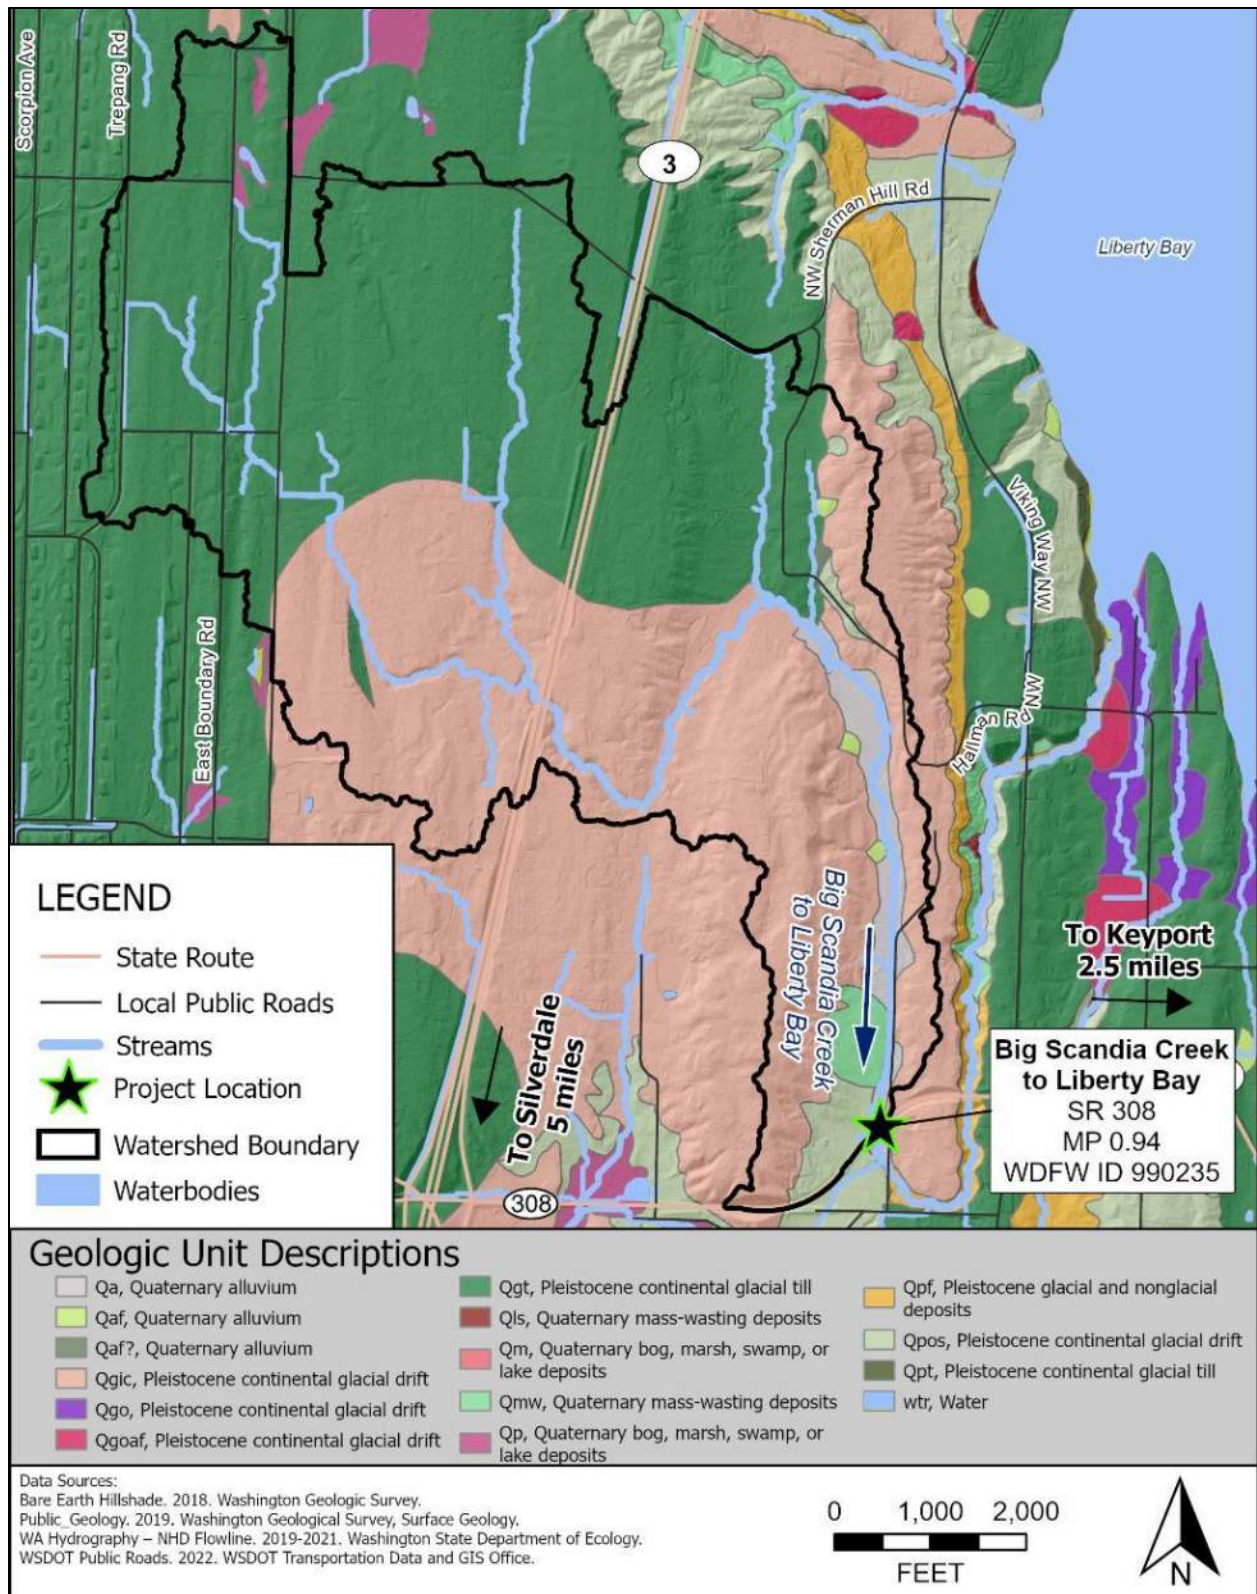 Scorpion Ave
Trepang Rd
3
NW Sherman Hill Rd
Liberty Bay
Viking Way NW
East Boundary Rd
Hallman Rd NW
Big Scandia Creek
to Liberty Bay
To Keyport
2.5 miles
To Silverdale
5 miles
308
Big Scandia Creek
to Liberty Bay
SR 308
MP 0.94
WDFW ID 990235
LEGEND
State Route
Local Public Roads
Streams
Project Location
Watershed Boundary
Waterbodies
Geologic Unit Descriptions
Qa, Quaternary alluvium
Qaf, Quaternary alluvium
Qaf?, Quaternary alluvium
Qgic, Pleistocene continental glacial drift
Qgo, Pleistocene continental glacial drift
Qgoaf, Pleistocene continental glacial drift
Qgt, Pleistocene continental glacial till
Qls, Quaternary mass-wasting deposits
Qm, Quaternary bog, marsh, swamp, or
lake deposits
Qmw, Quaternary mass-wasting deposits
Qp, Quaternary bog, marsh, swamp, or
lake deposits
Qpf, Pleistocene glacial and nonglacial
deposits
Qpos, Pleistocene continental glacial drift
Qpt, Pleistocene continental glacial till
wtr, Water
Data Sources:
Bare Earth Hillshade. 2018. Washington Geologic Survey.
Public_Geology. 2019. Washington Geological Survey, Surface Geology.
WA Hydrography – NHD Flowline. 2019-2021. Washington State Department of Ecology.
WSDOT Public Roads. 2022. WSDOT Transportation Data and GIS Office.
0 1,000 2,000
FEET
N